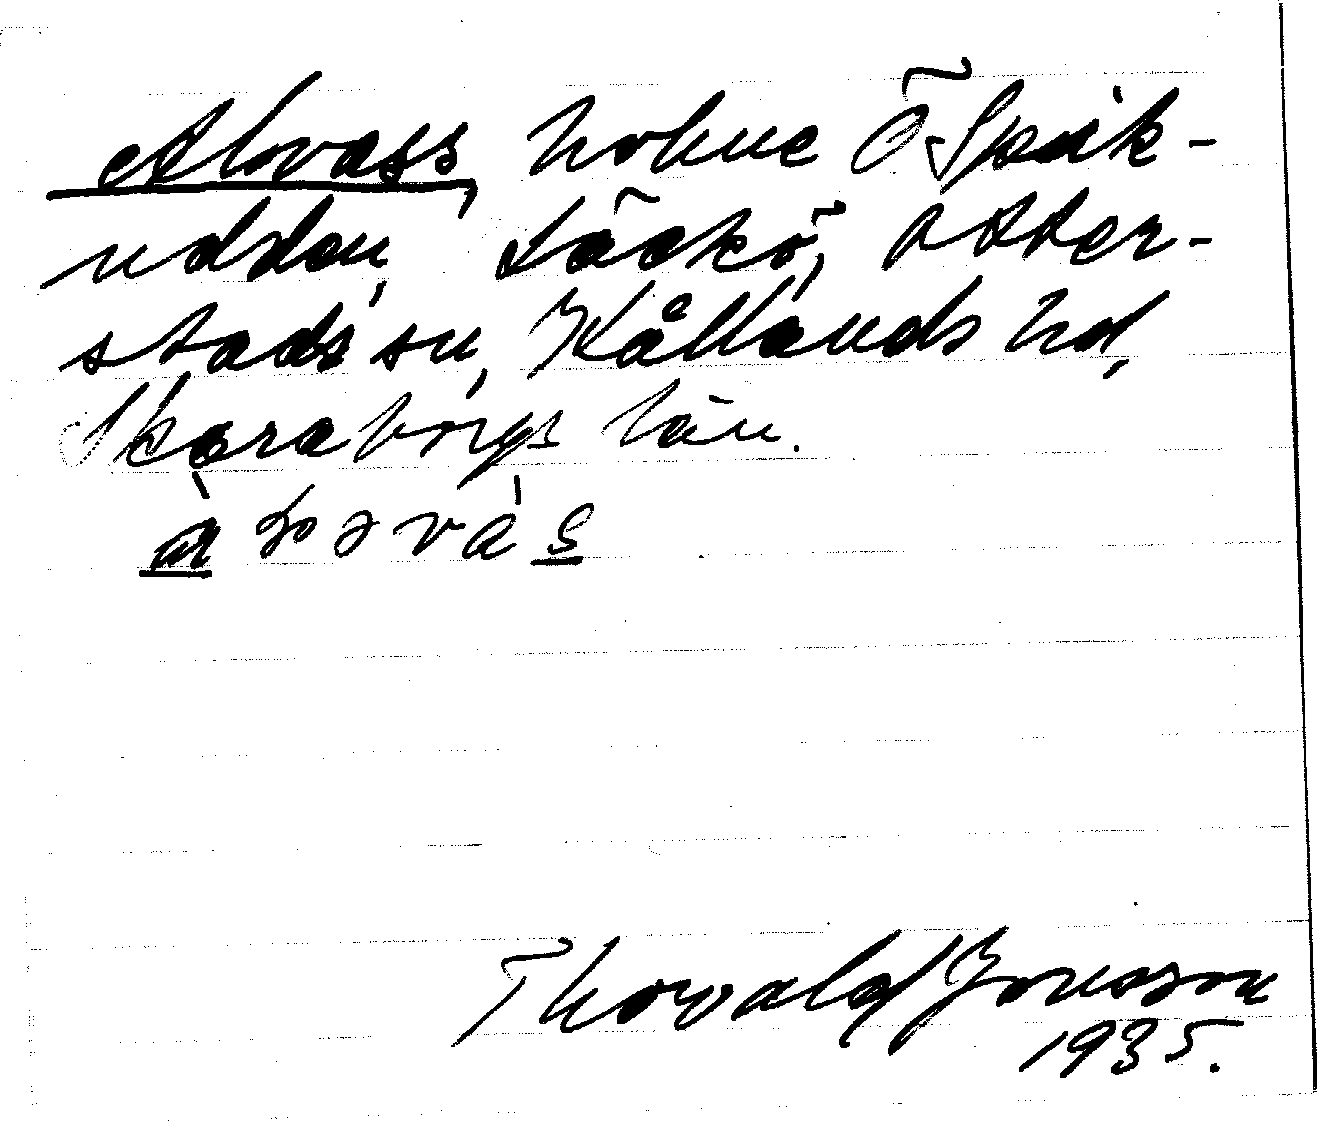 Alvass, holme Ö Spik-
udden, Läckö, Otter-
stads sn, Kållands hd,
Skaraborgs län.
Thorvald Jonsson
1935.